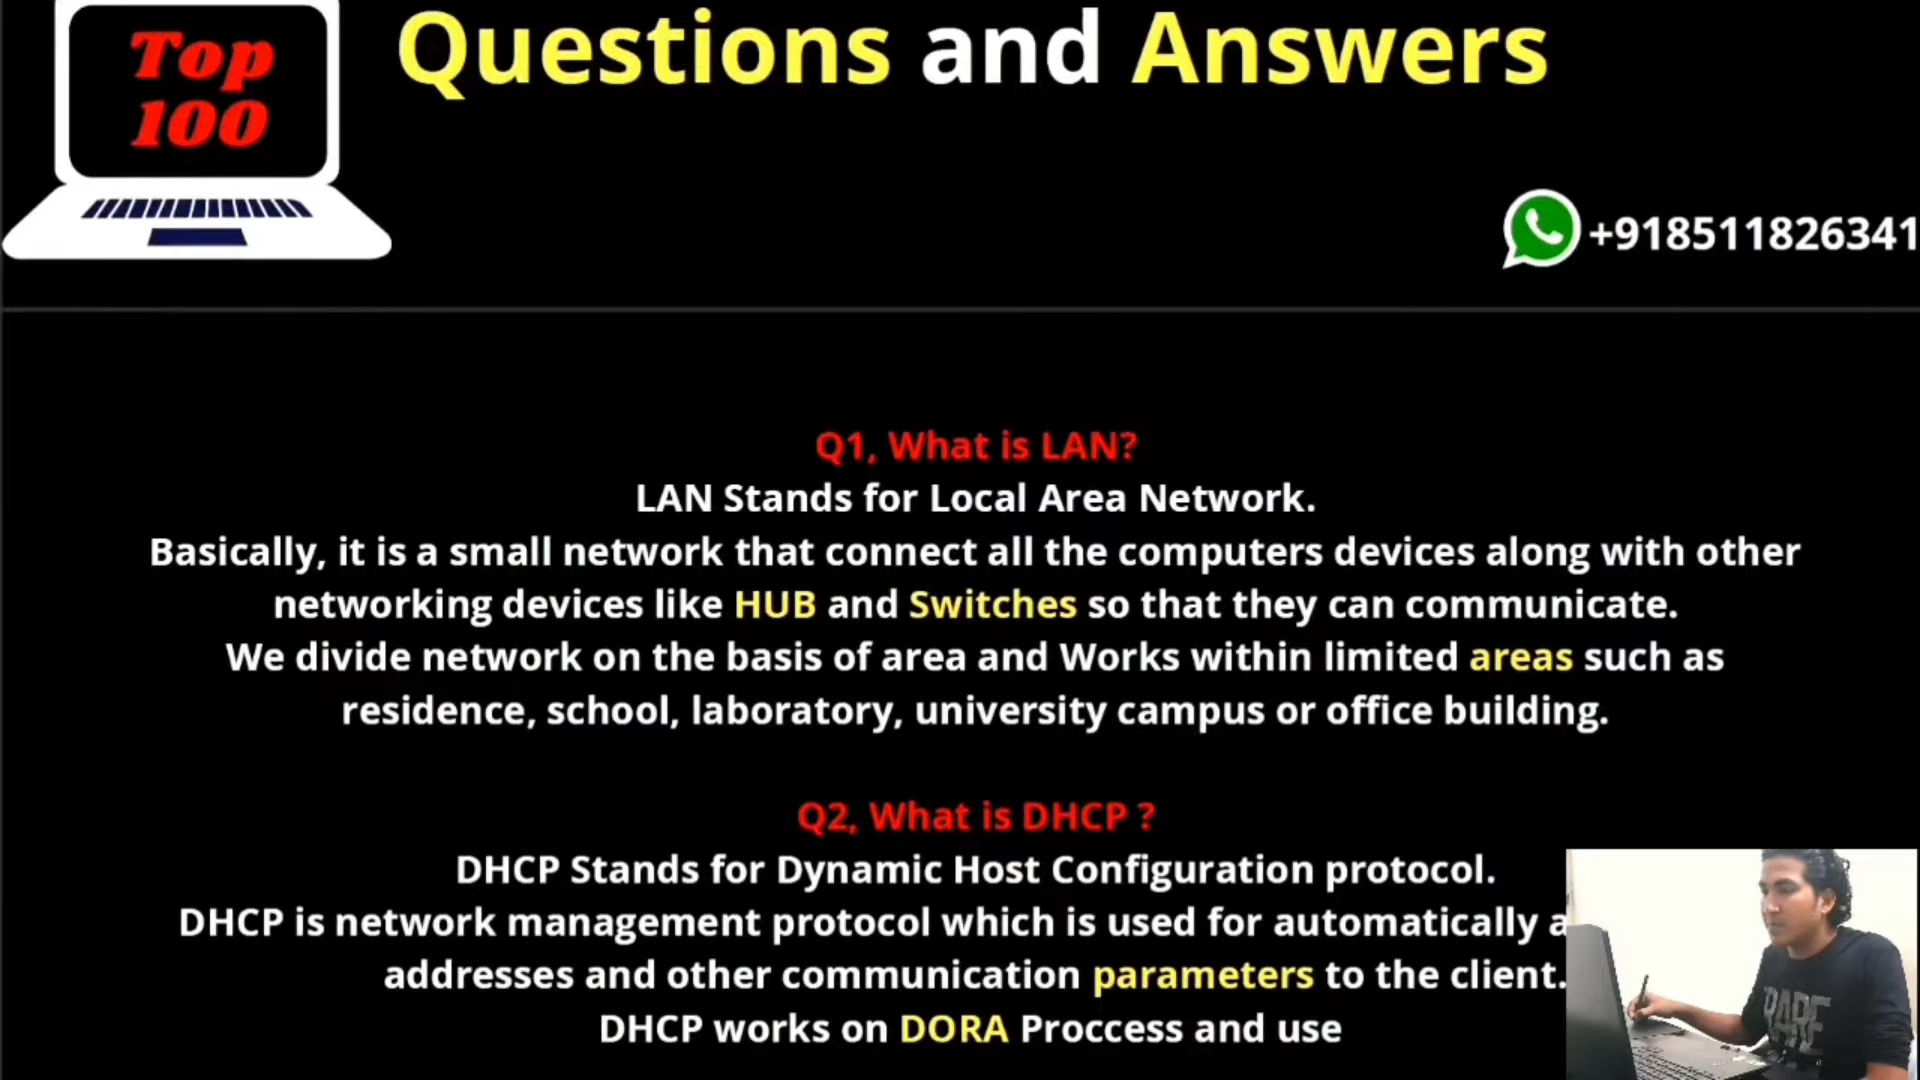 Top
100
Questions and Answers
+918511826341
Q1, What is LAN?
LAN Stands for Local Area Network.
Basically, it is a small network that connect all the computers devices along with other
networking devices like HUB and Switches so that they can communicate.
We divide network on the basis of area and Works within limited areas such as
residence, school, laboratory, university campus or office building.
Q2, What is DHCP ?
DHCP Stands for Dynamic Host Configuration protocol.
DHCP is network management protocol which is used for automatically
addresses and other communication parameters to the client.
DHCP works on DORA Proccess and use